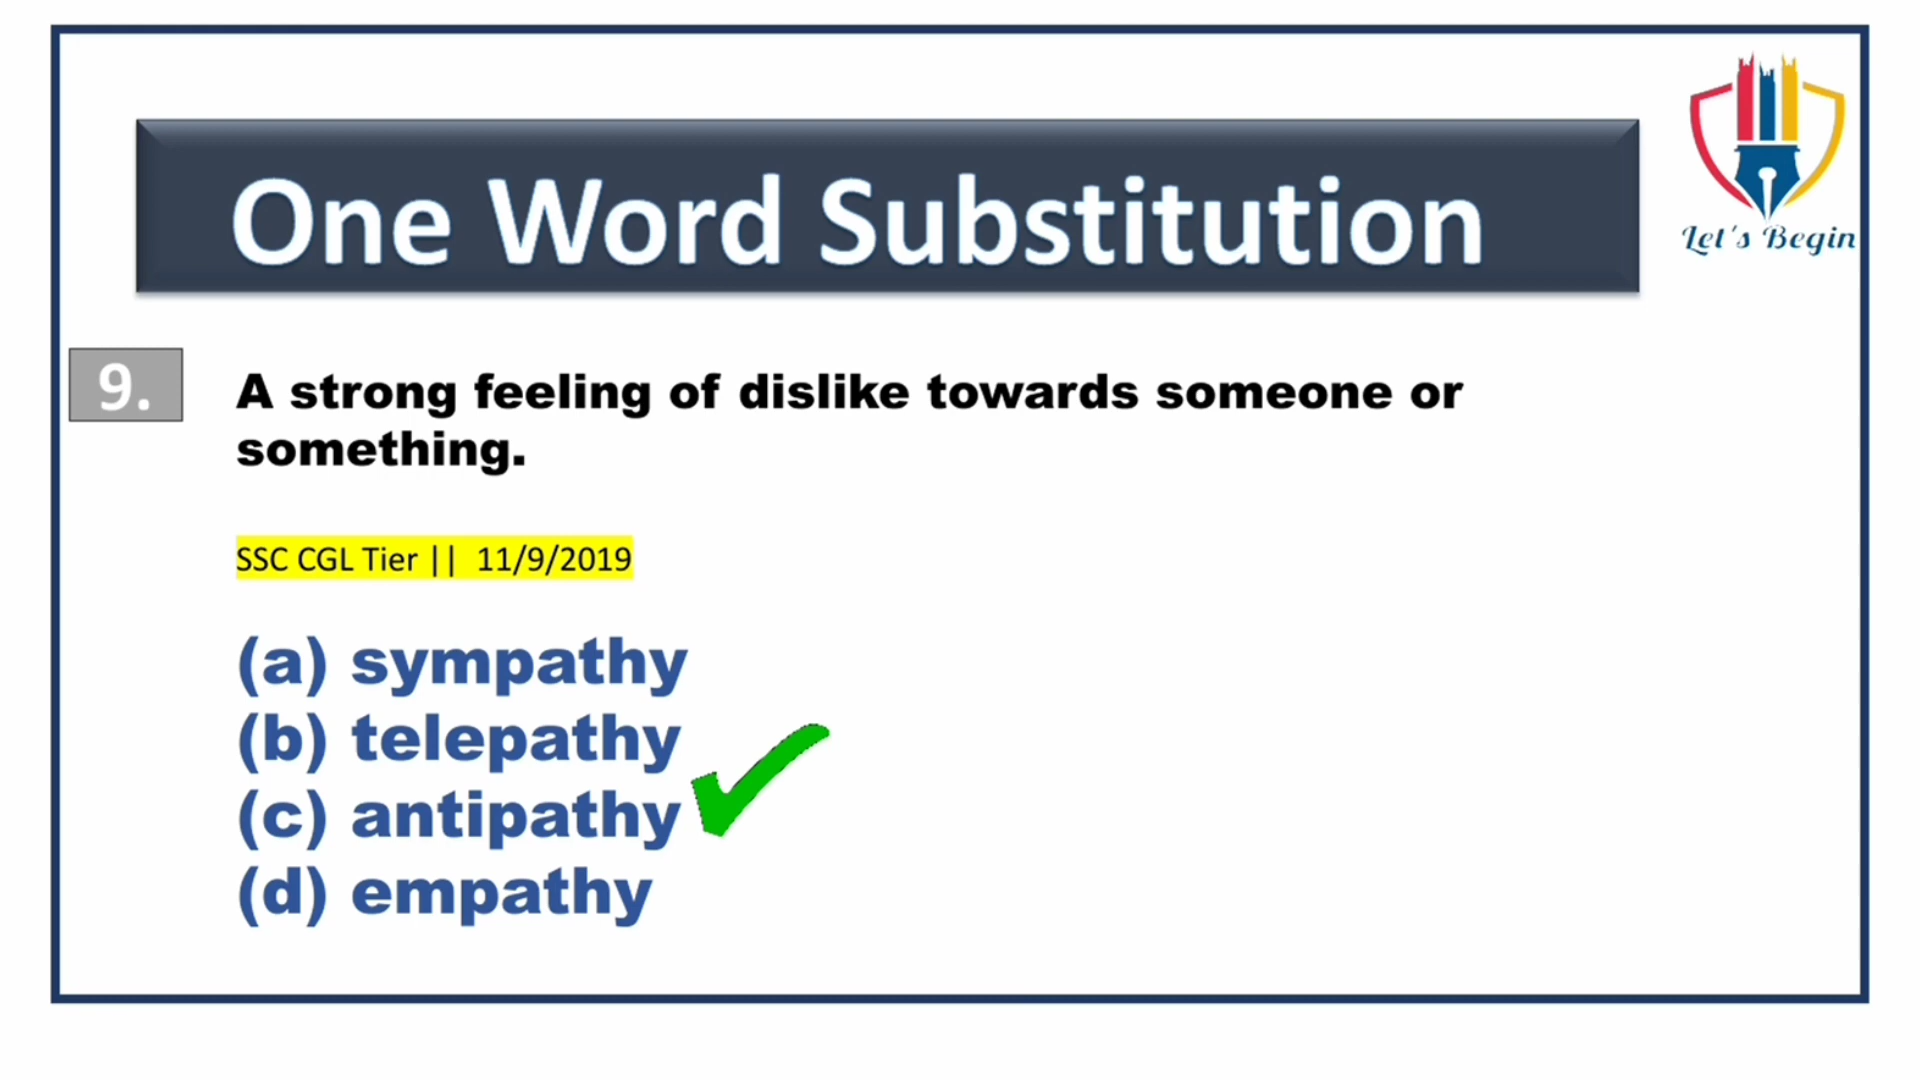 One Word Substitution
Let's Begin
9.
A strong feeling of dislike towards someone or
something.
SSC CGL Tier || 11/9/2019
(a) sympathy
(b) telepathy
(c) antipathy
(d) empathy